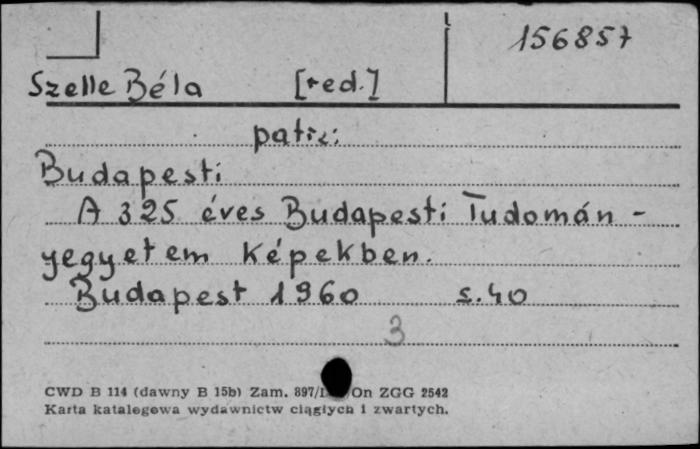 156857
Szelle Béla [red.]
patrz:
Budapesti
A 325 éves Budapesti Tudomán-
yegyetem Képekben.
Budapest 1960 s.40
3
CWD B 114 (dawny B 15b) Zam. 897/ On ZGG 2542
Karta katalogowa wydawnictw ciągłych i zwartych.